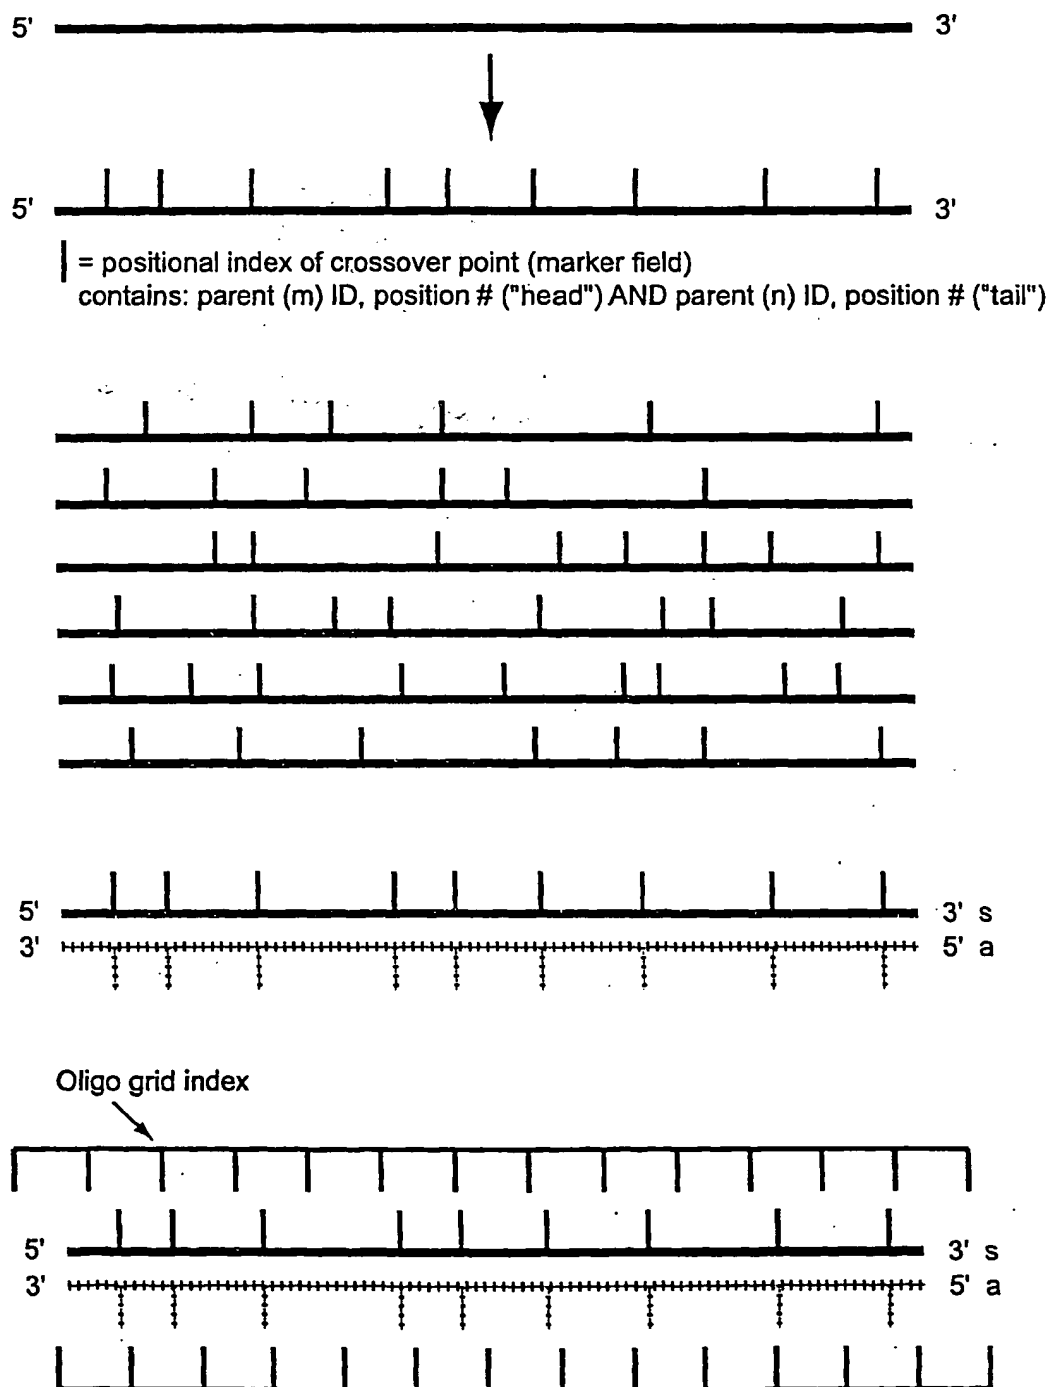 5' 3'
5' 3'
= positional index of crossover point (marker field)
contains: parent (m) ID, position # ("head") AND parent (n) ID, position # ("tail")
5' 3' s
3' 5' a
Oligo grid index
5' 3' s
3' 5' a